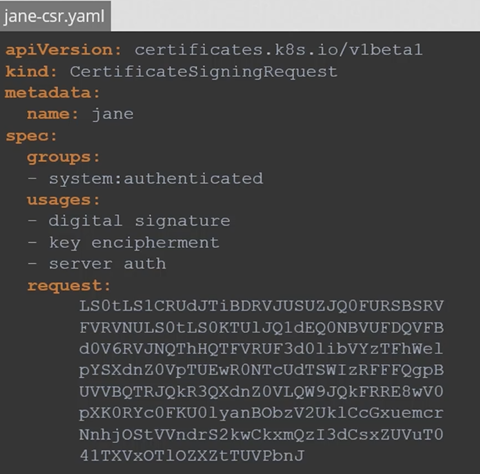 jane-csr.yaml
apiVersion: certificates.k8s.io/v1beta1
kind: CertificateSigningRequest
metadata:
  name: jane
spec:
  groups:
  - system:authenticated
  usages:
  - digital signature
  - key encipherment
  - server auth
  request:
      LS0tLS1CRUdJTiBDRVJUSUZJQ0FURSBSRV
      FVRVNULS0tLS0KTUlJQ1dEQ0NBVUFDQVFB
      d0V6RVJNQThHQTFVRUF3d0libVYzTFhWel
      pYSXdnZ0VpTUEwR0NTcUdTSWIzRFFFQgpB
      UVVBQTRJQkR3QXdnZ0VLQW9JQkFRRE8wV0
      pXK0RYc0FKU0lyanBObzV2UklCcGxuemcr
      NnhjOStVVndrS2kwCkxmQzI3dCsxZUVuT0
      41TXVxOTlOZXZtTUVPbnJ